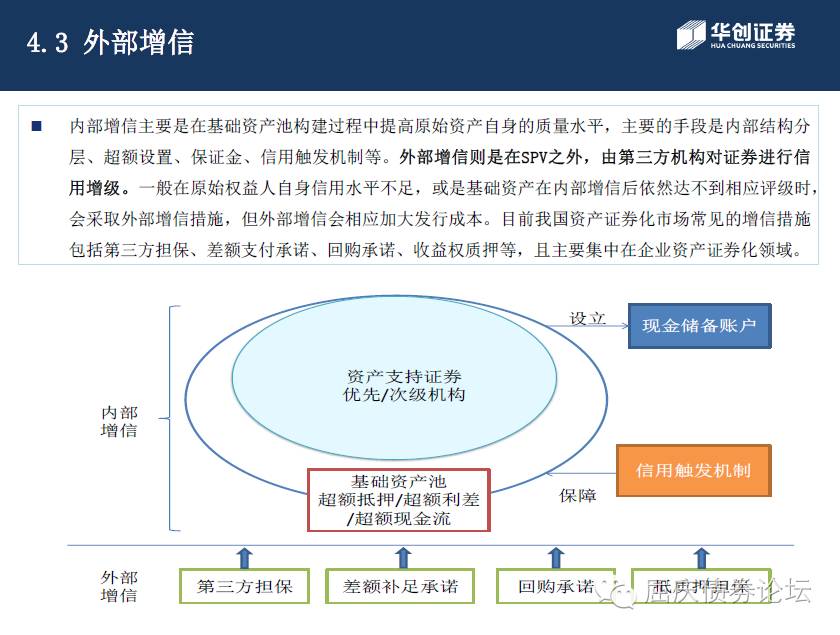 4.3 外部增信
华创证券
HUA CHUANG SECURITIES
内部增信主要是在基础资产池构建过程中提高原始资产自身的质量水平，主要的手段是内部结构分
层、超额设置、保证金、信用触发机制等。外部增信则是在SPV之外，由第三方机构对证券进行信
用增级。一般在原始权益人自身信用水平不足，或是基础资产在内部增信后依然达不到相应评级时，
会采取外部增信措施，但外部增信会相应加大发行成本。目前我国资产证券化市场常见的增信措施
包括第三方担保、差额支付承诺、回购承诺、收益权质押等，且主要集中在企业资产证券化领域。
设立
现金储备账户
资产支持证券
优先/次级机构
内部
增信
信用触发机制
保障
基础资产池
超额抵押/超额利差
/超额现金流
外部
增信
第三方担保
差额补足承诺
回购承诺
抵质押担保
屈庆债券论坛